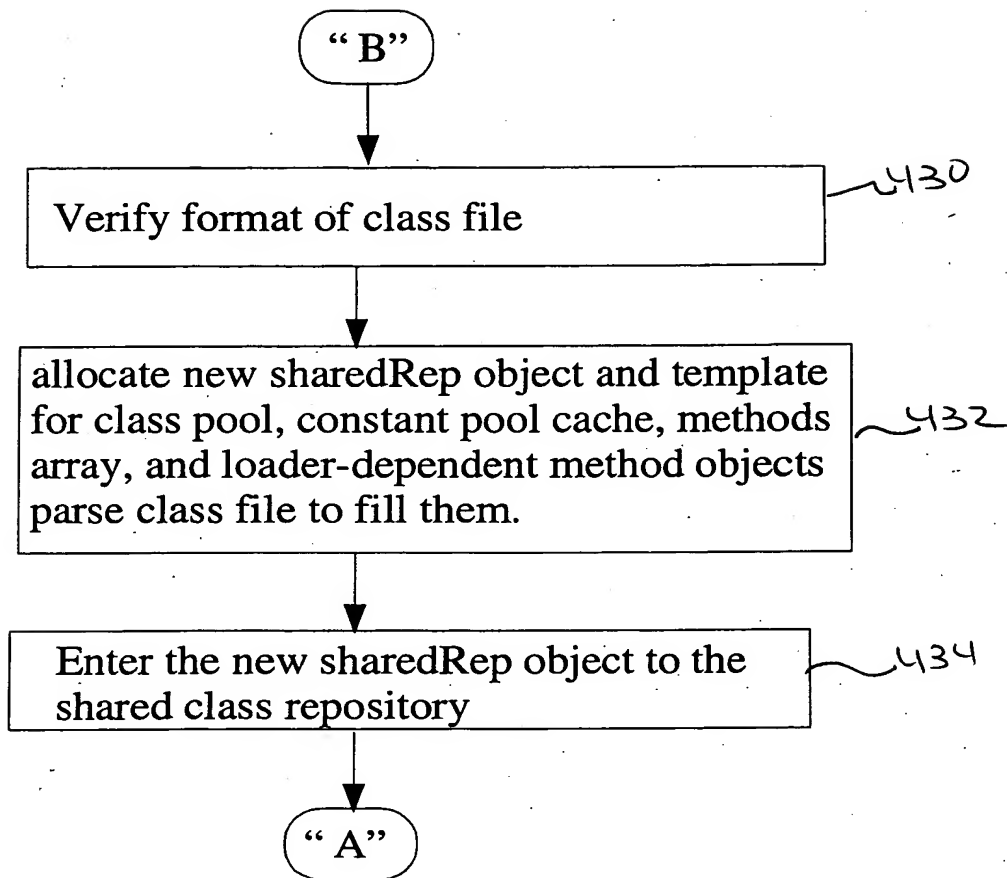 “B”
Verify format of class file
430
allocate new sharedRep object and template
for class pool, constant pool cache, methods
array, and loader-dependent method objects
parse class file to fill them.
432
Enter the new sharedRep object to the
shared class repository
434
“A”